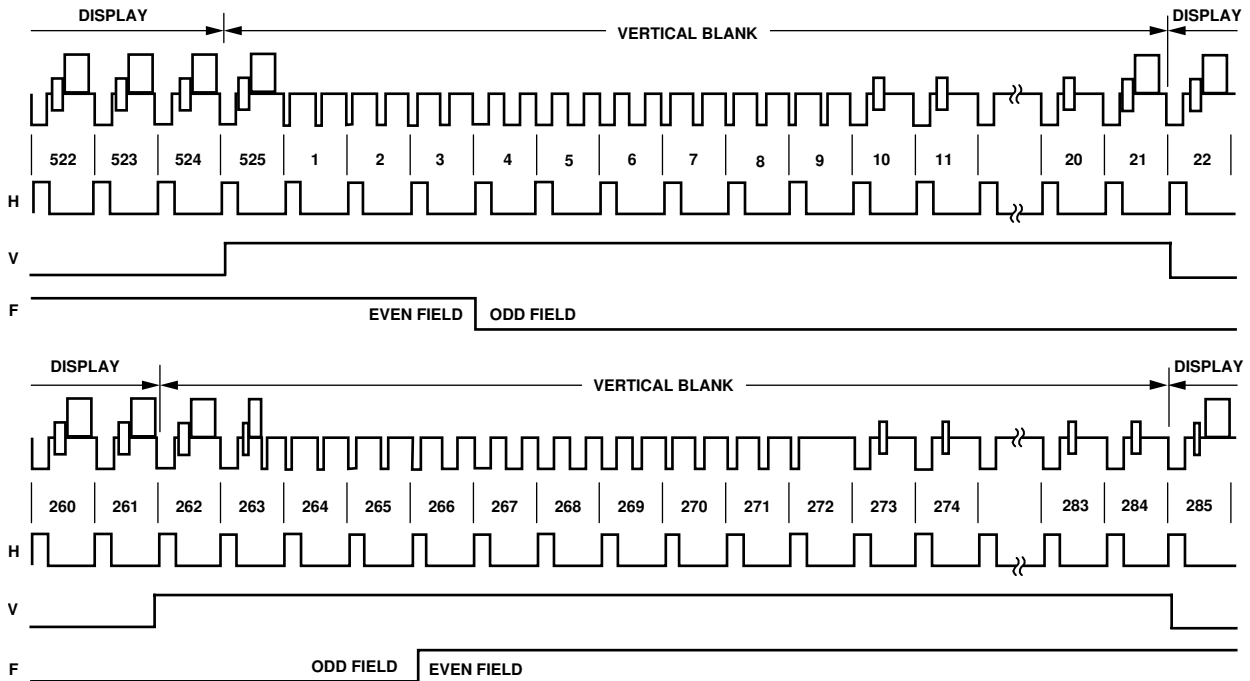 DISPLAY VERTICAL BLANK DISPLAY
522 523 524 525 1 2 3 4 5 6 7 8 9 10 11 20 21 22
H
V
F EVEN FIELD ODD FIELD
DISPLAY VERTICAL BLANK DISPLAY
260 261 262 263 264 265 266 267 268 269 270 271 272 273 274 283 284 285
H
V
F ODD FIELD EVEN FIELD